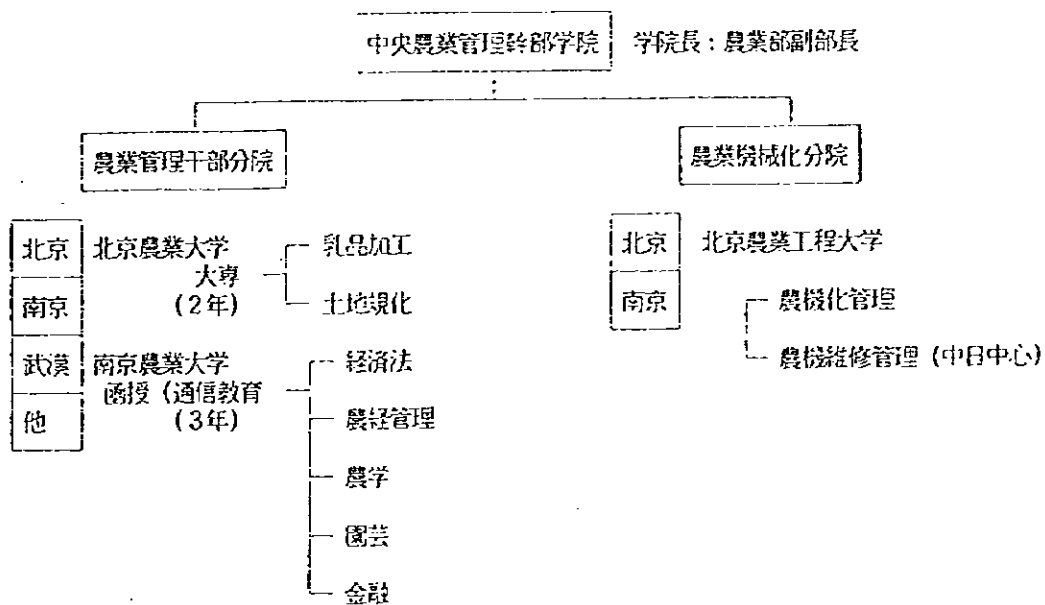 中央農業管理幹部学院 学院長：農業部副部長
農業管理干部分院
農業機械化分院
北京 北京農業大学
大専
(2年)
南京
武漢 南京農業大学
函授（通信教育
(3年)
他
乳品加工
土地規化
経済法
農経管理
農学
園芸
金融
北京 北京農業工程大学
南京
農機化管理
農機維修管理（中日中心）